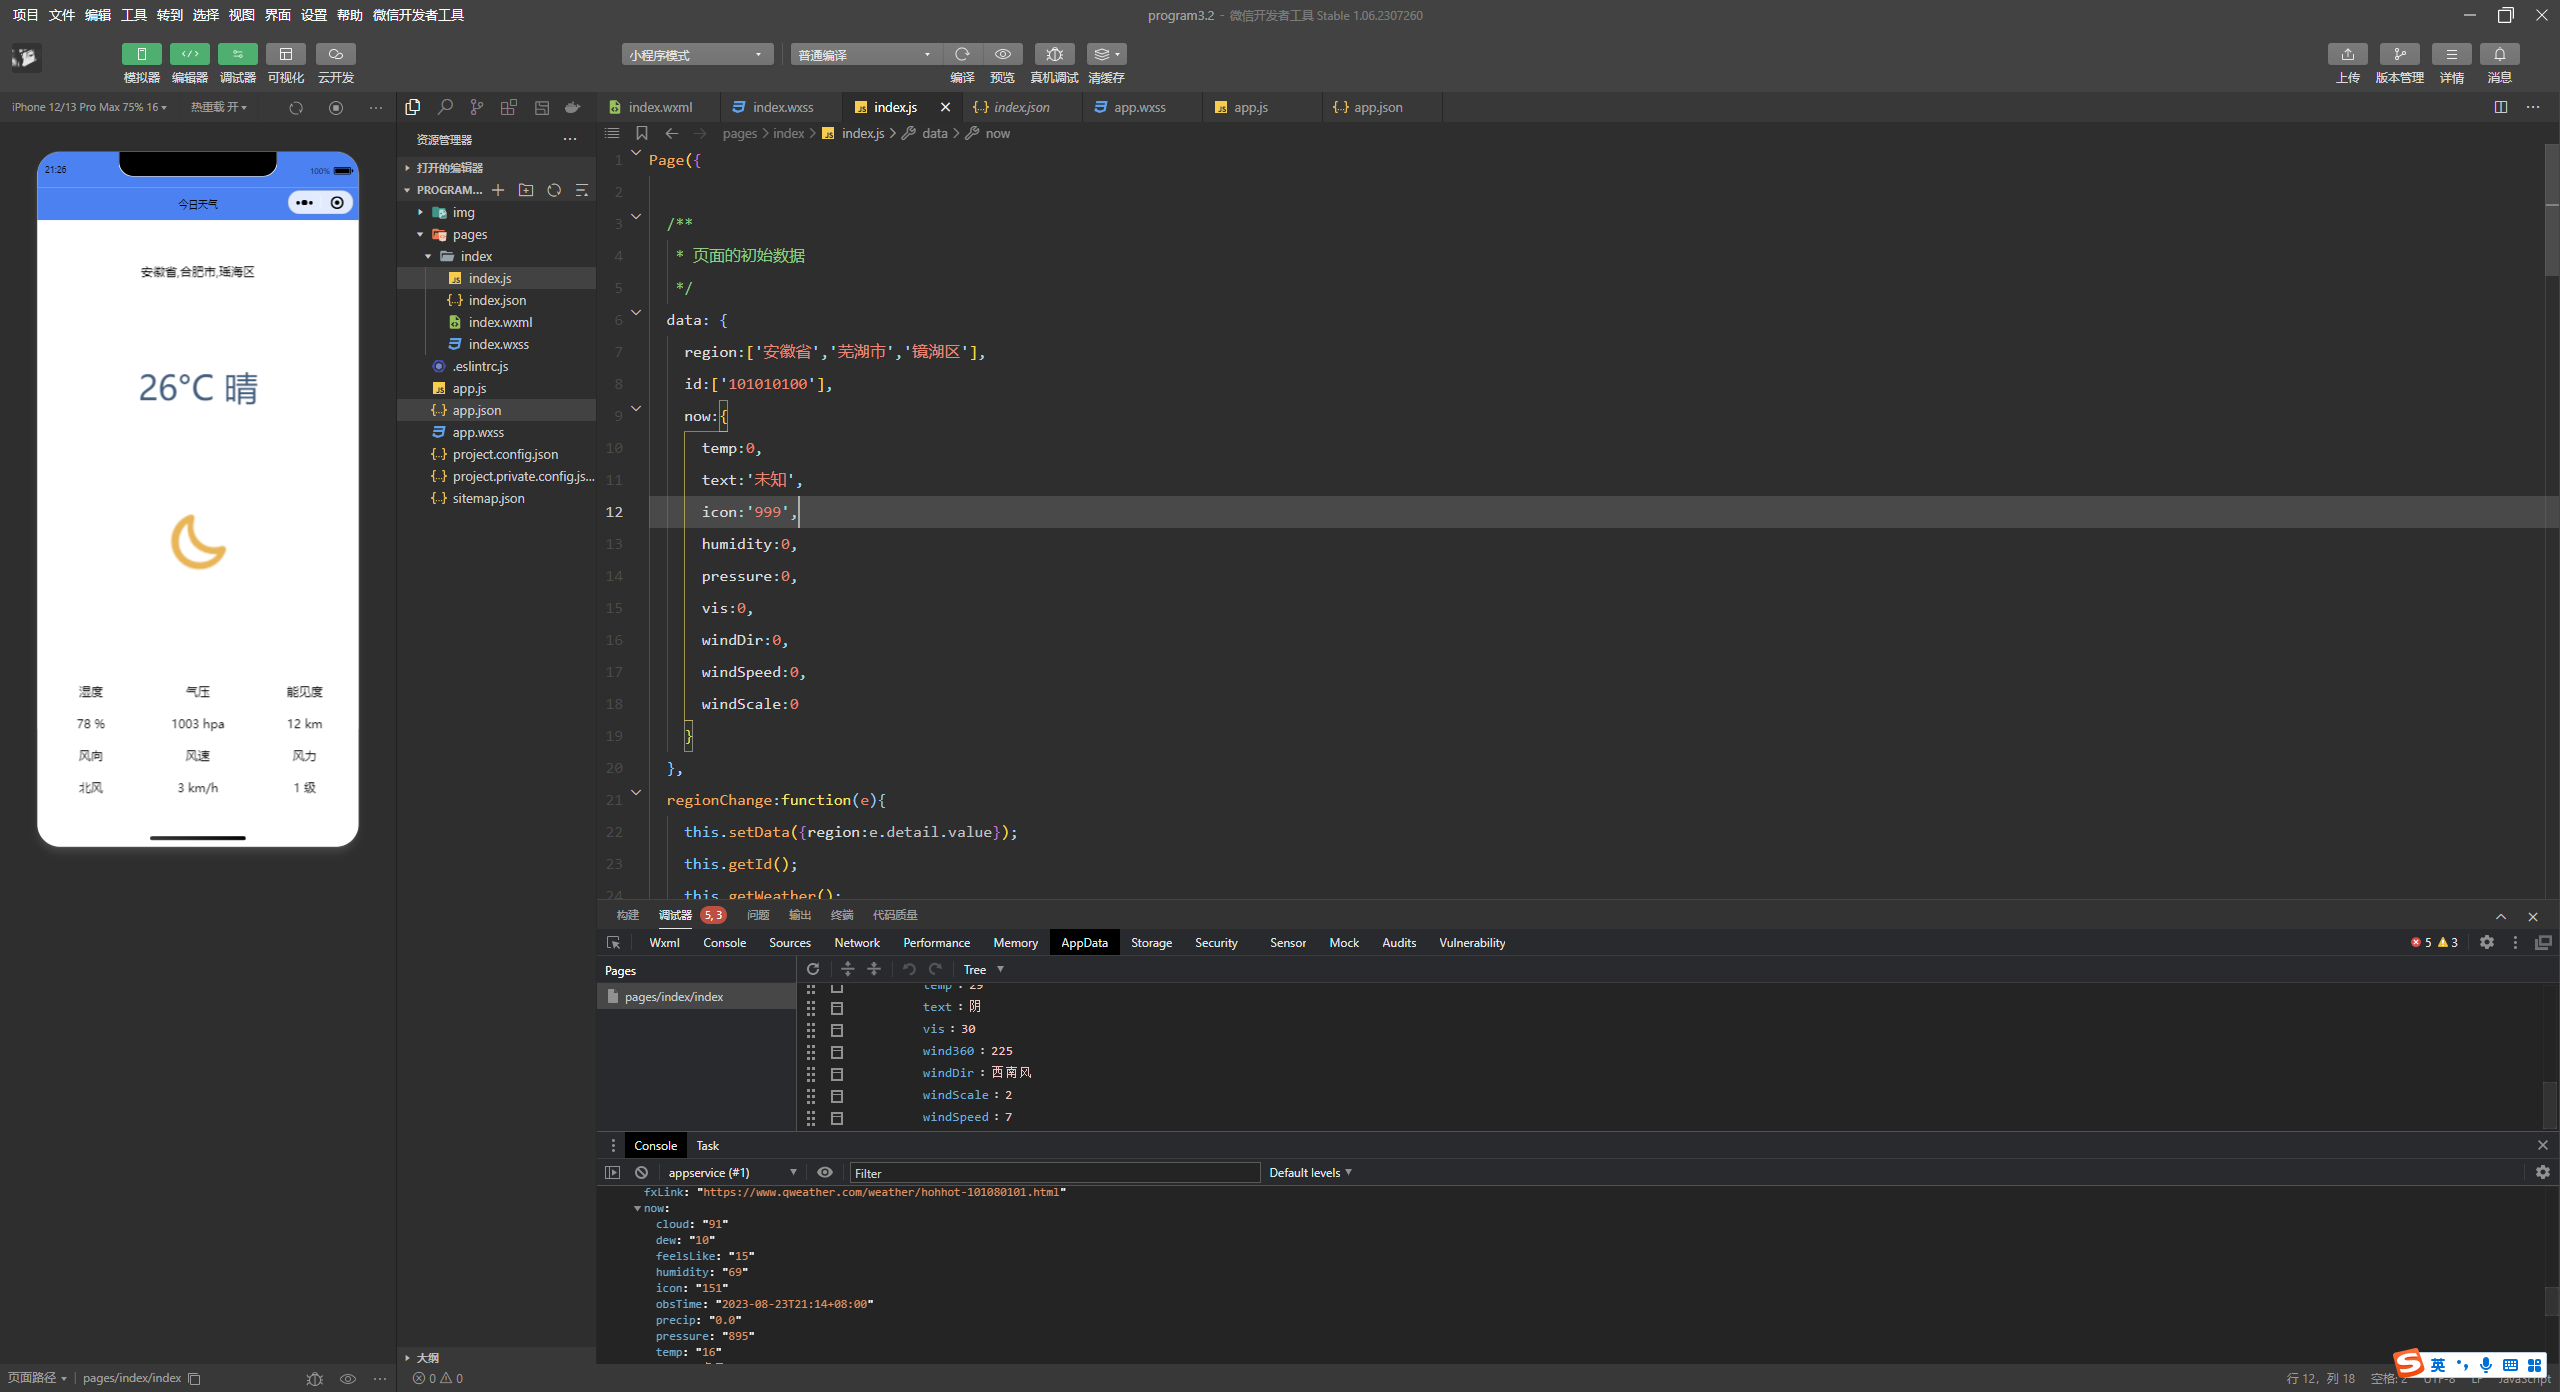 项目 文件 编辑 工具 转到 选择 视图 界面 设置 帮助 微信开发者工具
program3.2 - 微信开发者工具 Stable 1.06.2307260
模拟器 编辑器 调试器 可视化 云开发
小程序模式
普通编译
编译 预览 真机调试 清缓存
上传 版本管理 详情 消息
iPhone 12/13 Pro Max 75% 16
热重载 开
21:26
100%
今日天气
安徽省,合肥市,瑶海区
26°C 晴
湿度 气压 能见度
78 % 1003 hpa 12 km
风向 风速 风力
北风 3 km/h 1 级
页面路径 | pages/index/index
资源管理器
打开的编辑器
PROGRAM...
img
pages
index
index.js
index.json
index.wxml
index.wxss
.eslintrc.js
app.js
app.json
app.wxss
project.config.json
project.private.config.js...
sitemap.json
大纲
0 0
index.wxml index.wxss index.js index.json app.wxss app.js app.json
pages > index > index.js > data > now
1 Page({
2
3 /**
4 * 页面的初始数据
5 */
6 data: {
7 region:['安徽省','芜湖市','镜湖区'],
8 id:['101010100'],
9 now:{
10 temp:0,
11 text:'未知',
12 icon:'999',
13 humidity:0,
14 pressure:0,
15 vis:0,
16 windDir:0,
17 windSpeed:0,
18 windScale:0
19 }
20 },
21 regionChange:function(e){
22 this.setData({region:e.detail.value});
23 this.getId();
24 this.getWeather();
构建 调试器 5, 3 问题 输出 终端 代码质量
Wxml Console Sources Network Performance Memory AppData Storage Security Sensor Mock Audits Vulnerability
5 3
Pages
pages/index/index
Tree
temp : 29
text : 阴
vis : 30
wind360 : 225
windDir : 西南风
windScale : 2
windSpeed : 7
Console Task
appservice (#1)
Filter
Default levels
fxLink: "https://www.qweather.com/weather/hohhot-101080101.html"
now:
cloud: "91"
dew: "10"
feelsLike: "15"
humidity: "69"
icon: "151"
obsTime: "2023-08-23T21:14+08:00"
precip: "0.0"
pressure: "895"
temp: "16"
英
行 12, 列 18 空格: 2 UTF-8 LF JavaScript